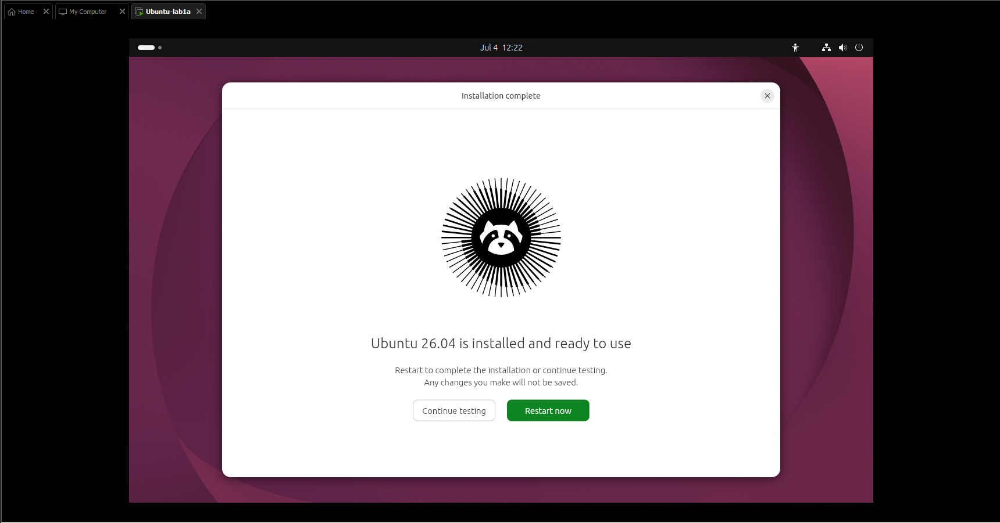 Home
My Computer
Ubuntu-lab1a
Jul 4 12:22
Installation complete
Ubuntu 26.04 is installed and ready to use
Restart to complete the installation or continue testing.
Any changes you make will not be saved.
Continue testing
Restart now